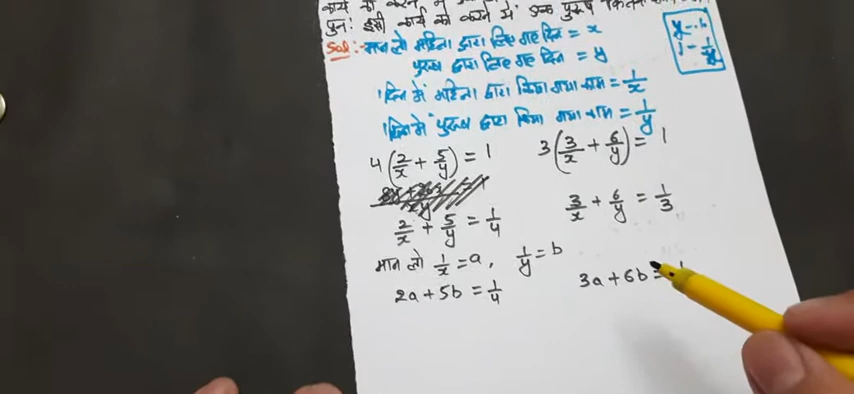 कार्य को करने में
पुनः इसी कार्य को करने में एक पुरुष कितना
Sol:- मान लो महिला द्वारा लिए गए दिन = x
पुरुष द्वारा लिए गए दिन = y
1 दिन में महिला द्वारा किया गया काम = 1/x
1 दिन में पुरुष द्वारा किया गया काम = 1/y
4(2/x + 5/y) = 1 3(3/x + 6/y) = 1
2/x + 5/y = 1/4 3/x + 6/y = 1/3
मान लो 1/x = a, 1/y = b
2a + 5b = 1/4 3a + 6b =